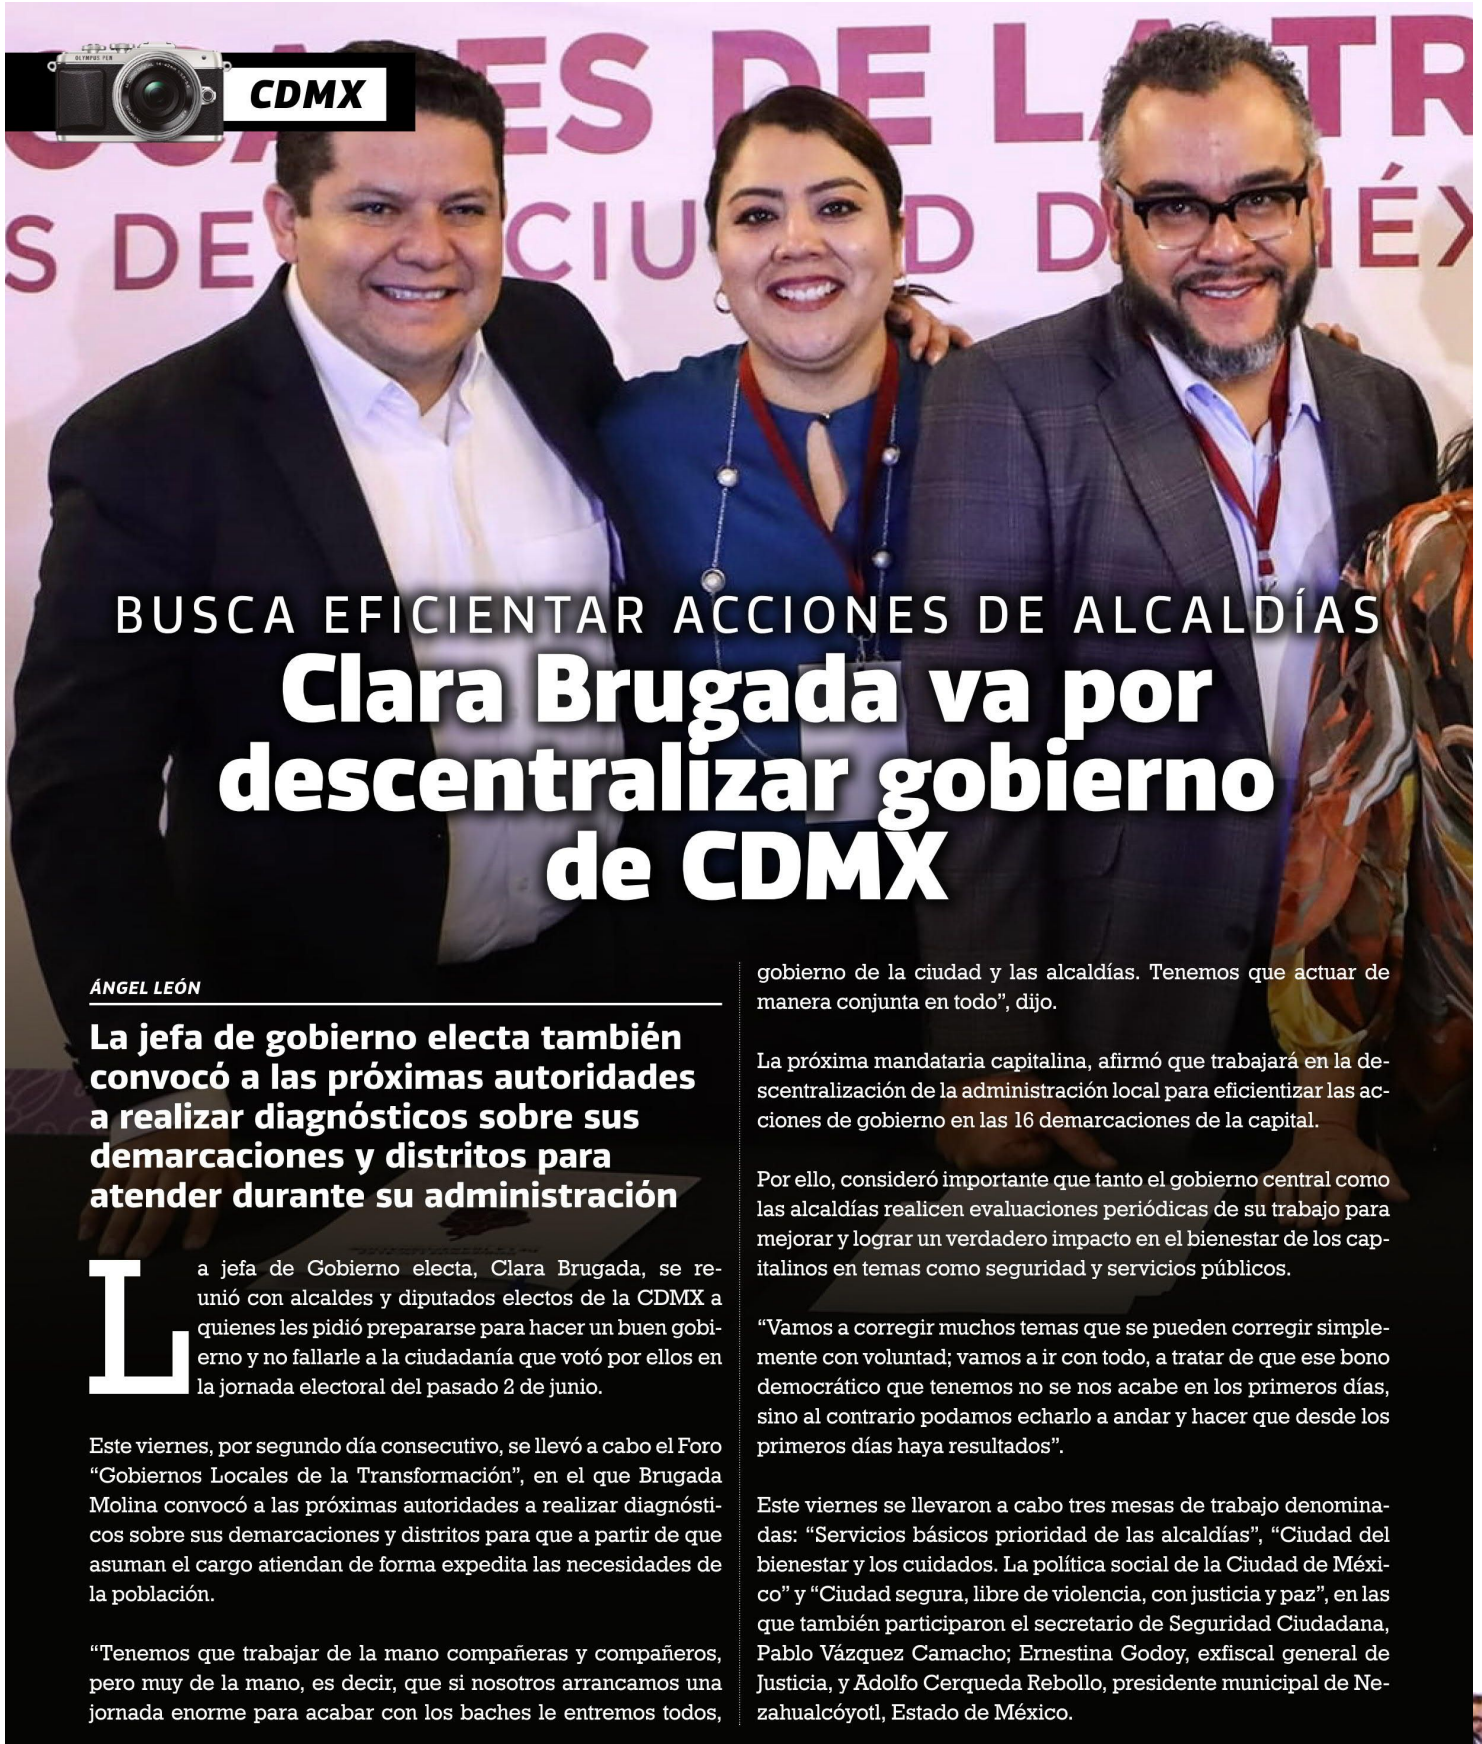 OLYMPUS PEN
CDMX
ES DE LA TR
S DE CIU D D MÉX
BUSCA EFICIENTAR ACCIONES DE ALCALDÍAS
Clara Brugada va por
descentralizar gobierno
de CDMX
ÁNGEL LEÓN
La jefa de gobierno electa también
convocó a las próximas autoridades
a realizar diagnósticos sobre sus
demarcaciones y distritos para
atender durante su administración
La jefa de Gobierno electa, Clara Brugada, se re-
unió con alcaldes y diputados electos de la CDMX a
quienes les pidió prepararse para hacer un buen gobi-
erno y no fallarle a la ciudadanía que votó por ellos en
la jornada electoral del pasado 2 de junio.
Este viernes, por segundo día consecutivo, se llevó a cabo el Foro
“Gobiernos Locales de la Transformación”, en el que Brugada
Molina convocó a las próximas autoridades a realizar diagnósti-
cos sobre sus demarcaciones y distritos para que a partir de que
asuman el cargo atiendan de forma expedita las necesidades de
la población.
“Tenemos que trabajar de la mano compañeras y compañeros,
pero muy de la mano, es decir, que si nosotros arrancamos una
jornada enorme para acabar con los baches le entremos todos,
gobierno de la ciudad y las alcaldías. Tenemos que actuar de
manera conjunta en todo”, dijo.
La próxima mandataria capitalina, afirmó que trabajará en la de-
scentralización de la administración local para eficientizar las ac-
ciones de gobierno en las 16 demarcaciones de la capital.
Por ello, consideró importante que tanto el gobierno central como
las alcaldías realicen evaluaciones periódicas de su trabajo para
mejorar y lograr un verdadero impacto en el bienestar de los cap-
italinos en temas como seguridad y servicios públicos.
“Vamos a corregir muchos temas que se pueden corregir simple-
mente con voluntad; vamos a ir con todo, a tratar de que ese bono
democrático que tenemos no se nos acabe en los primeros días,
sino al contrario podamos echarlo a andar y hacer que desde los
primeros días haya resultados”.
Este viernes se llevaron a cabo tres mesas de trabajo denomina-
das: “Servicios básicos prioridad de las alcaldías”, “Ciudad del
bienestar y los cuidados. La política social de la Ciudad de Méxi-
co” y “Ciudad segura, libre de violencia, con justicia y paz”, en las
que también participaron el secretario de Seguridad Ciudadana,
Pablo Vázquez Camacho; Ernestina Godoy, exfiscal general de
Justicia, y Adolfo Cerqueda Rebollo, presidente municipal de Ne-
zahualcóyotl, Estado de México.